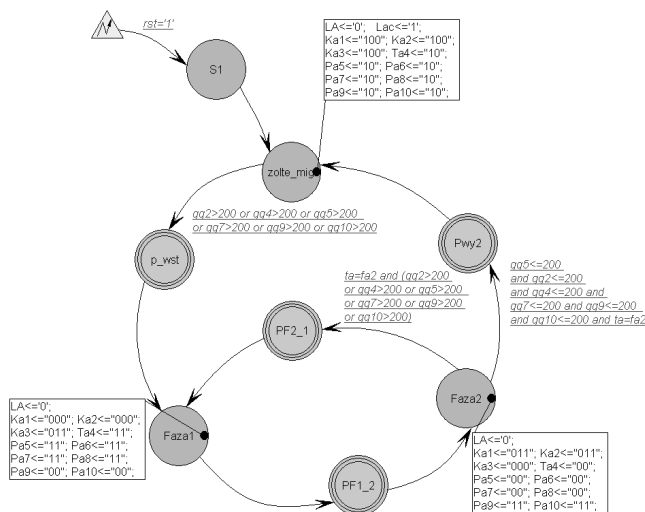 rst='1'
S1
LA<='0'; Lac<='1';
Ka1<="100"; Ka2<="100";
Ka3<="100"; Ta4<="10";
Pa5<="10"; Pa6<="10";
Pa7<="10"; Pa8<="10";
Pa9<="10"; Pa10<="10";
zolte_mig
gg2>200 or gg4>200 or gg5>200
or gg7>200 or gg9>200 or gg10>200
p_wst
Pwy2
ta=fa2 and (gg2>200
or gg4>200 or gg5>200
or gg7>200 or gg9>200
or gg10>200)
gg5<=200
and gg2<=200
and gg4<=200 and
gg7<=200 and gg9<=200
and gg10<=200 and ta=fa2
PF2_1
LA<='0';
Ka1<="000"; Ka2<="000";
Ka3<="011"; Ta4<="11";
Pa5<="11"; Pa6<="11";
Pa7<="11"; Pa8<="11";
Pa9<="00"; Pa10<="00";
Faza1
Faza2
PF1_2
LA<='0';
Ka1<="011"; Ka2<="011";
Ka3<="000"; Ta4<="00";
Pa5<="00"; Pa6<="00";
Pa7<="00"; Pa8<="00";
Pa9<="11"; Pa10<="11";